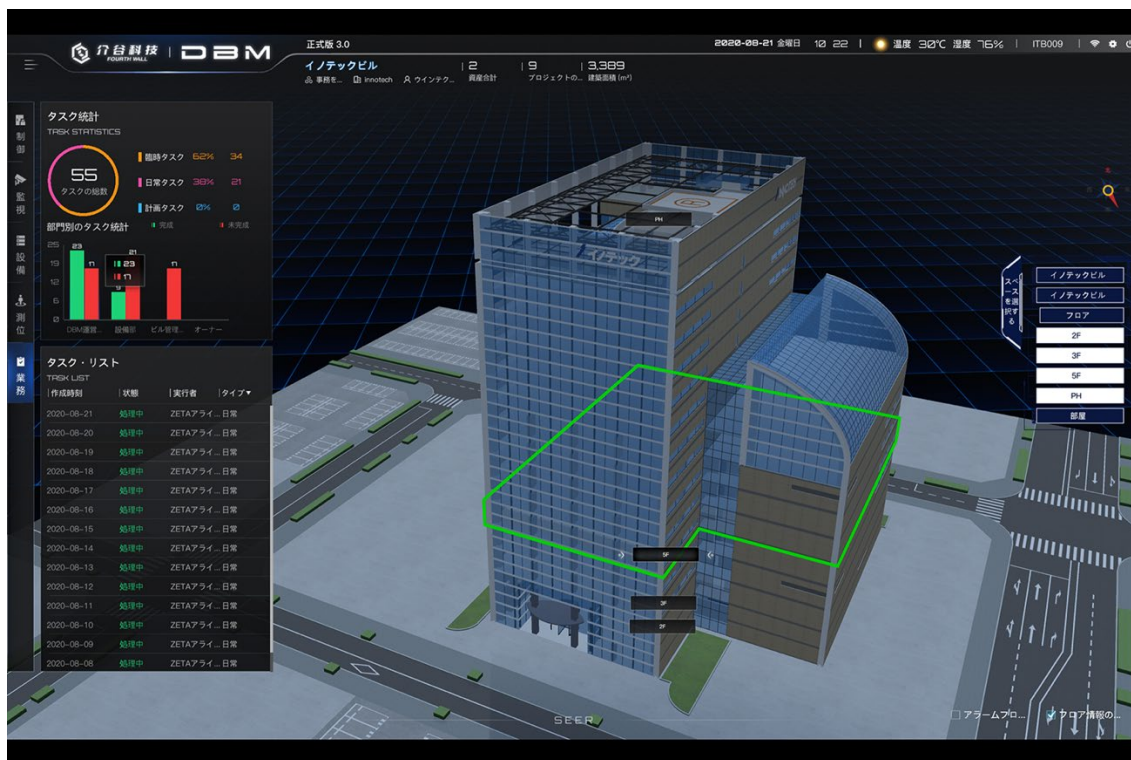 介谷科技
FOURTH WALL
DBM
正式版 3.0
2020-08-21 金曜日 10 22
温度 30℃ 湿度 76%
ITB009
イノテックビル
事務を... innotech ウインテク...
2
資産合計
9
プロジェクトの...
3,389
建築面積 (m²)
制御
監視
設備
測位
業務
タスク統計
TASK STATISTICS
55
タスクの総数
臨時タスク 62% 34
日常タスク 38% 21
計画タスク 0% 0
部門別のタスク統計
完成 未完成
25
19
12
6
0
23
17
9
21
17
23
17
DBM運営... 設備部 ビル管理... オーナー
タスク・リスト
TASK LIST
作成時刻 状態 実行者 タイプ▼
2020-08-21 処理中 ZETAアライ... 日常
2020-08-20 処理中 ZETAアライ... 日常
2020-08-19 処理中 ZETAアライ... 日常
2020-08-18 処理中 ZETAアライ... 日常
2020-08-17 処理中 ZETAアライ... 日常
2020-08-16 処理中 ZETAアライ... 日常
2020-08-15 処理中 ZETAアライ... 日常
2020-08-14 処理中 ZETAアライ... 日常
2020-08-13 処理中 ZETAアライ... 日常
2020-08-12 処理中 ZETAアライ... 日常
2020-08-11 処理中 ZETAアライ... 日常
2020-08-10 処理中 ZETAアライ... 日常
2020-08-09 処理中 ZETAアライ... 日常
2020-08-08 処理中 ZETAアライ... 日常
PH
イノテック
5F
3F
2F
スペースを選択する
イノテックビル
イノテックビル
フロア
2F
3F
5F
PH
部屋
SEER
アラームフロ...
フロア情報の...